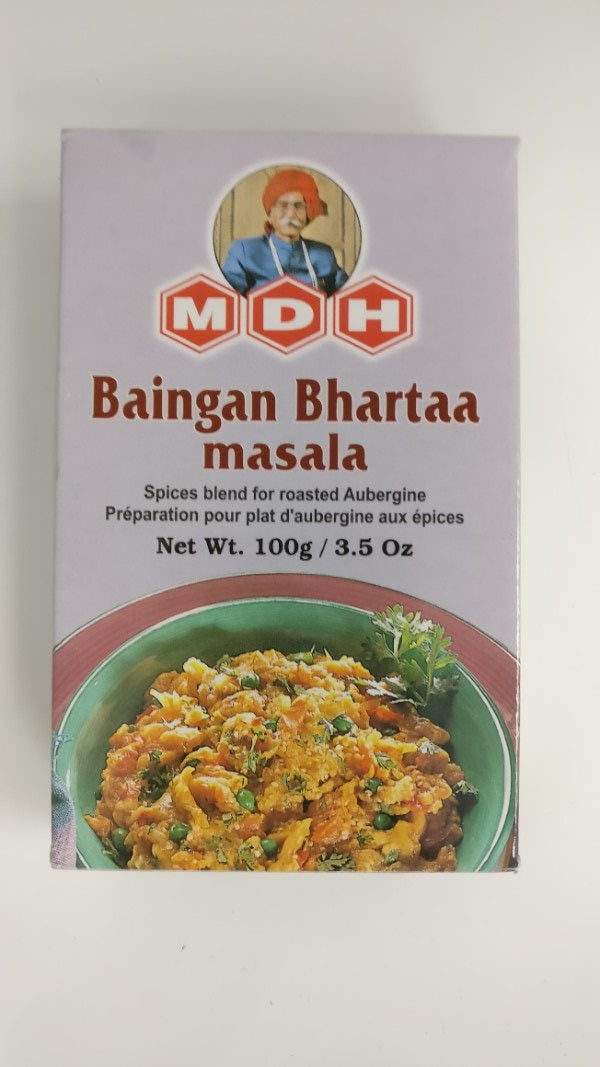 MDH
Baingan Bhartaa
masala
Spices blend for roasted Aubergine
Préparation pour plat d'aubergine aux épices
Net Wt. 100g / 3.5 Oz